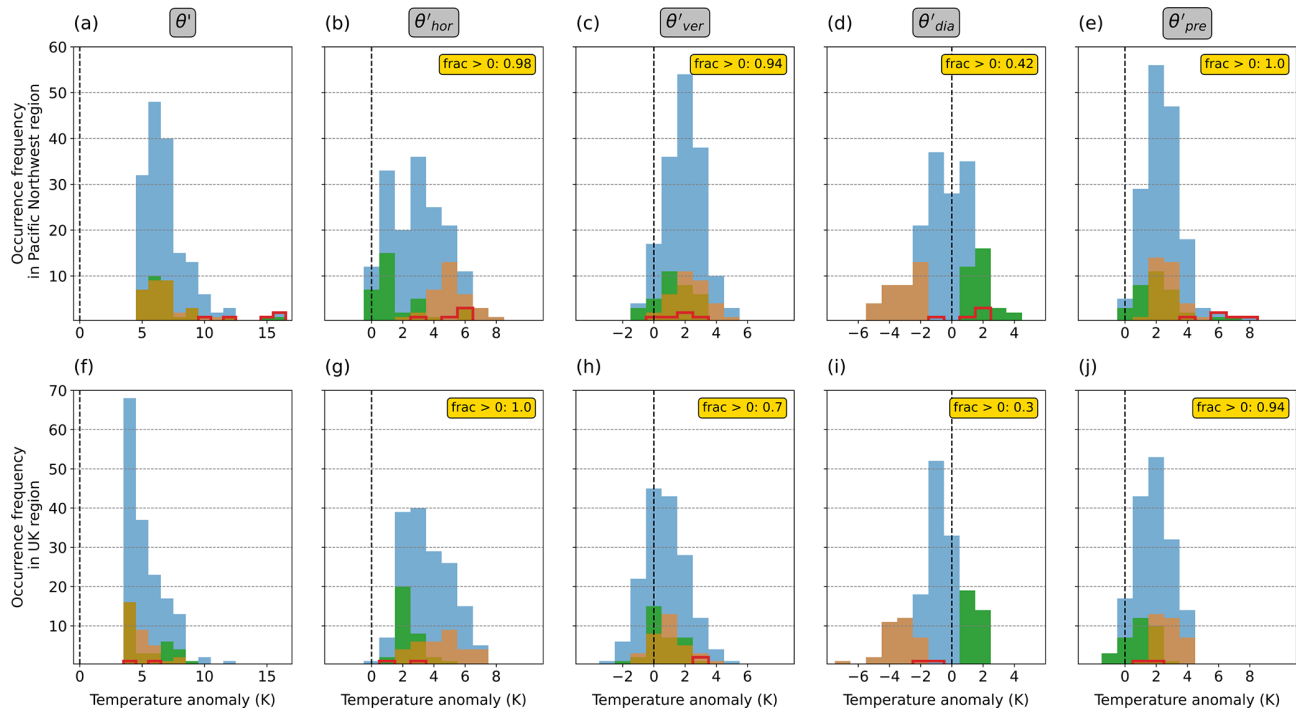 (a) θ' (b) θ′hor (c) θ′ver (d) θ′dia (e) θ′pre
60 50 40 30 20 10
Occurrence frequency
in Pacific Northwest region
frac > 0: 0.98 frac > 0: 0.94 frac > 0: 0.42 frac > 0: 1.0
0 5 10 15 0 2 4 6 8 −2 0 2 4 6 8 −6 −4 −2 0 2 4 0 2 4 6 8
(f) (g) (h) (i) (j)
70 60 50 40 30 20 10
Occurrence frequency
in UK region
frac > 0: 1.0 frac > 0: 0.7 frac > 0: 0.3 frac > 0: 0.94
0 5 10 15 0 2 4 6 8 −2 0 2 4 6 8 −6 −4 −2 0 2 4 0 2 4 6 8
Temperature anomaly (K) Temperature anomaly (K) Temperature anomaly (K) Temperature anomaly (K) Temperature anomaly (K)